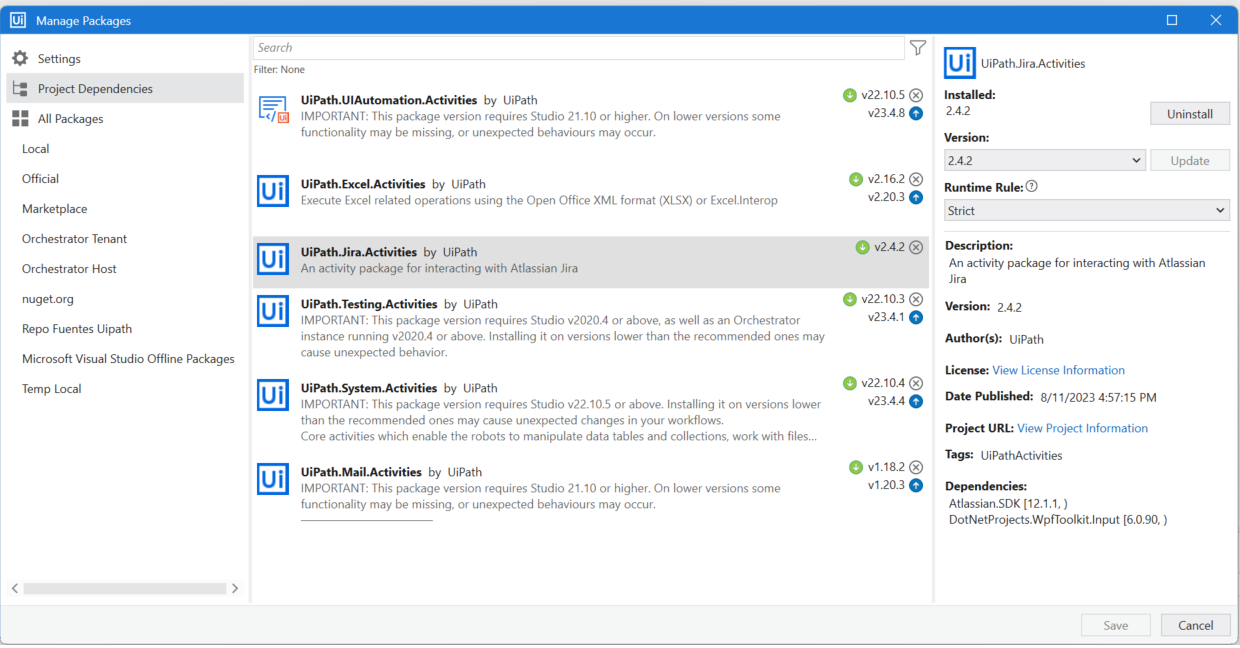 Ui Manage Packages
Settings
Project Dependencies
All Packages
Local
Official
Marketplace
Orchestrator Tenant
Orchestrator Host
nuget.org
Repo Fuentes Uipath
Microsoft Visual Studio Offline Packages
Temp Local
Search
Filter: None
UiPath.UIAutomation.Activities by UiPath
v22.10.5
IMPORTANT: This package version requires Studio 21.10 or higher. On lower versions some
v23.4.8
functionality may be missing, or unexpected behaviours may occur.
Ui
UiPath.Excel.Activities by UiPath
v2.16.2
Execute Excel related operations using the Open Office XML format (XLSX) or Excel.Interop
v2.20.3
Ui
UiPath.Jira.Activities by UiPath
v2.4.2
An activity package for interacting with Atlassian Jira
Ui
UiPath.Testing.Activities by UiPath
v22.10.3
IMPORTANT: This package version requires Studio v2020.4 or above, as well as an Orchestrator
v23.4.1
instance running v2020.4 or above. Installing it on versions lower than the recommended ones may
cause unexpected behavior.
Ui
UiPath.System.Activities by UiPath
v22.10.4
IMPORTANT: This package version requires Studio v22.10.5 or above. Installing it on versions lower
v23.4.4
than the recommended ones may cause unexpected changes in your workflows.
Core activities which enable the robots to manipulate data tables and collections, work with files...
Ui
UiPath.Mail.Activities by UiPath
v1.18.2
IMPORTANT: This package version requires Studio 21.10 or higher. On lower versions some
v1.20.3
functionality may be missing, or unexpected behaviours may occur.
Ui
UiPath.Jira.Activities
Installed:
2.4.2
Uninstall
Version:
2.4.2
Update
Runtime Rule: ?
Strict
Description:
An activity package for interacting with Atlassian
Jira
Version: 2.4.2
Author(s): UiPath
License: View License Information
Date Published: 8/11/2023 4:57:15 PM
Project URL: View Project Information
Tags: UiPathActivities
Dependencies:
Atlassian.SDK [12.1.1, )
DotNetProjects.WpfToolkit.Input [6.0.90, )
Save
Cancel